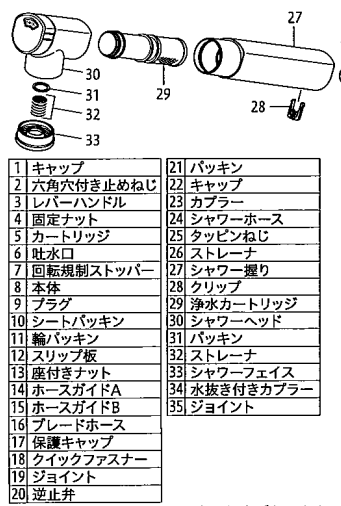 27
30
31
32
33
29
28
1 キャップ
2 六角穴付き止めねじ
3 レバーハンドル
4 固定ナット
5 カートリッジ
6 吐水口
7 回転規制ストッパー
8 本体
9 プラグ
10 シートパッキン
11 輪パッキン
12 スリップ板
13 座付きナット
14 ホースガイドA
15 ホースガイドB
16 ブレードホース
17 保護キャップ
18 クイックファスナー
19 ジョイント
20 逆止弁
21 パッキン
22 キャップ
23 カプラー
24 シャワーホース
25 タッピンねじ
26 ストレーナ
27 シャワー握り
28 クリップ
29 浄水カートリッジ
30 シャワーヘッド
31 パッキン
32 ストレーナ
33 シャワーフェイス
34 水抜き付きカプラー
35 ジョイント